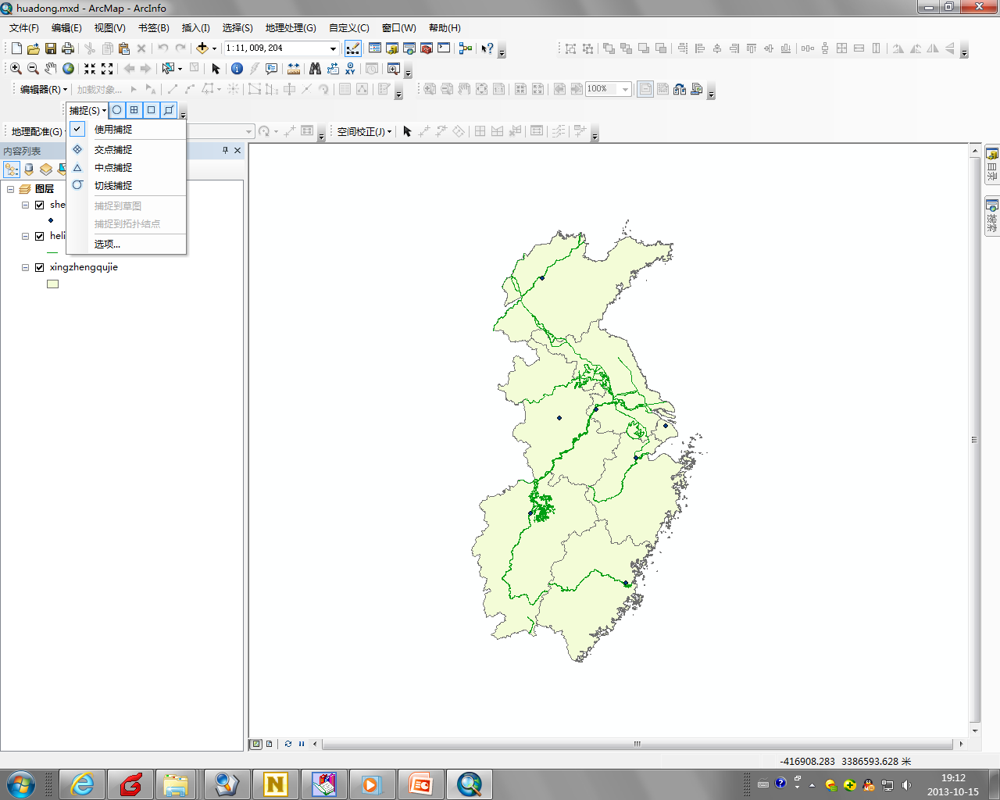 huadong.mxd - ArcMap - ArcInfo
文件(F) 编辑(E) 视图(V) 书签(B) 插入(I) 选择(S) 地理处理(G) 自定义(C) 窗口(W) 帮助(H)
1:11,009,204
编辑器(R) 加载对象... 100%
捕捉(S)
地理配准(G) 空间校正(J)
使用捕捉
交点捕捉
中点捕捉
切线捕捉
捕捉到草图
捕捉到拓扑结点
选项...
内容列表
图层
she
heli
xingzhengqujie
目录
搜索
-416908.283 3386593.628 米
19:12
2013-10-15